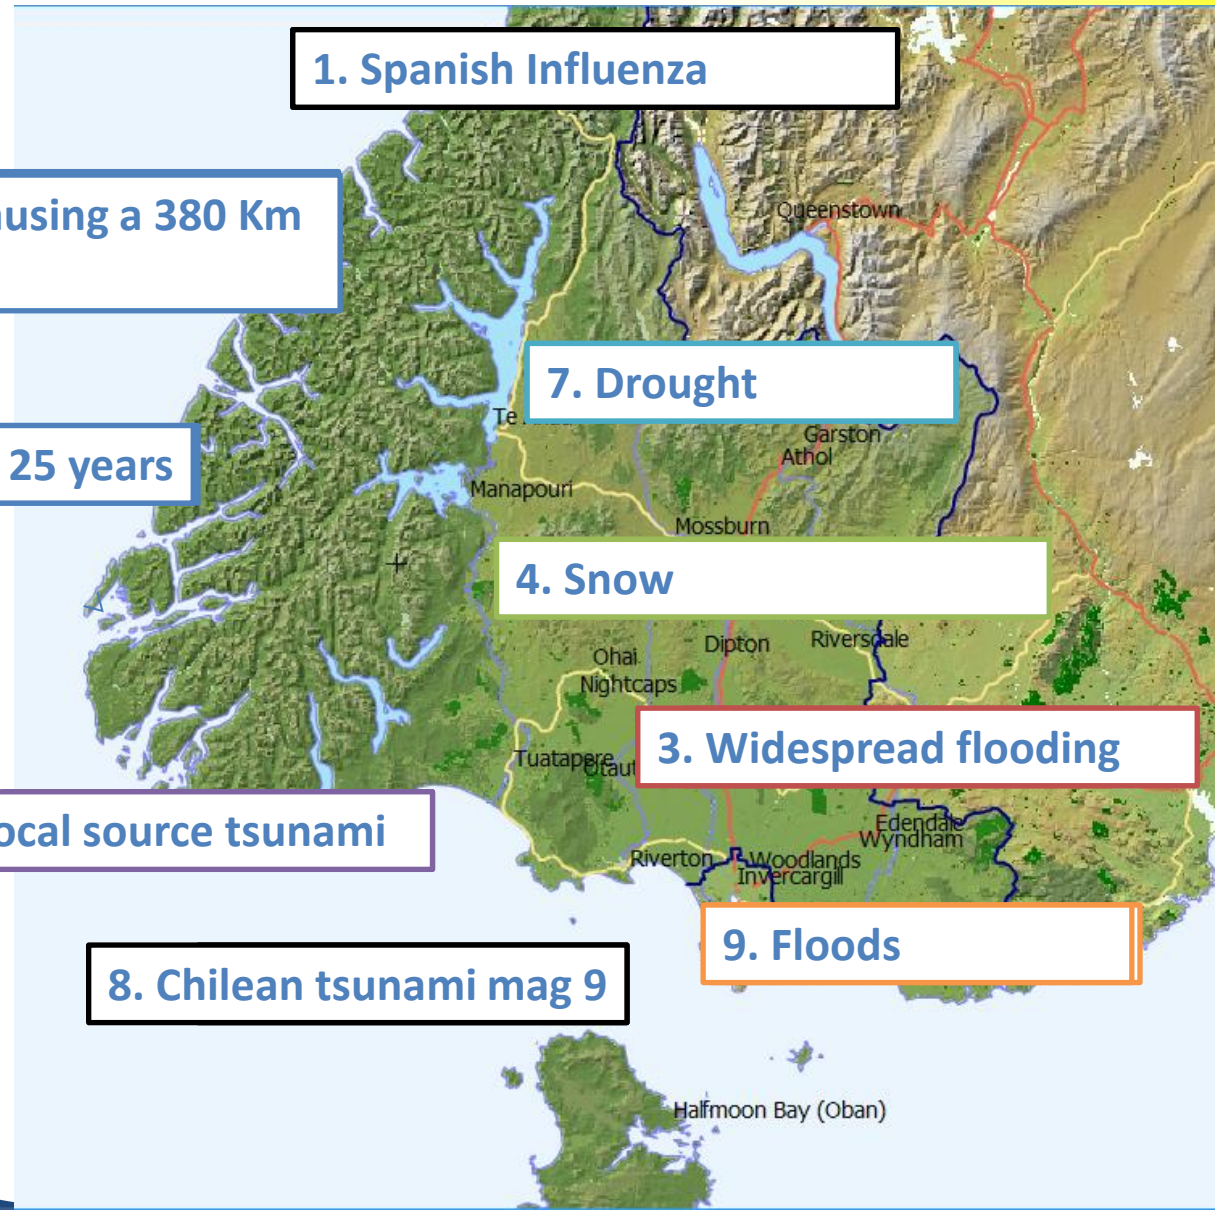 1. Spanish Influenza
ausing a 380 Km
Queenstown
7. Drought
Te
Garston
Athol
25 years
Manapouri
Mossburn
4. Snow
Dipton
Riversdale
Ohai
Nightcaps
3. Widespread flooding
Tuatapere
Otaut
ocal source tsunami
Edendale
Wyndham
Riverton
Woodlands
Invercargill
9. Floods
8. Chilean tsunami mag 9
Halfmoon Bay (Oban)